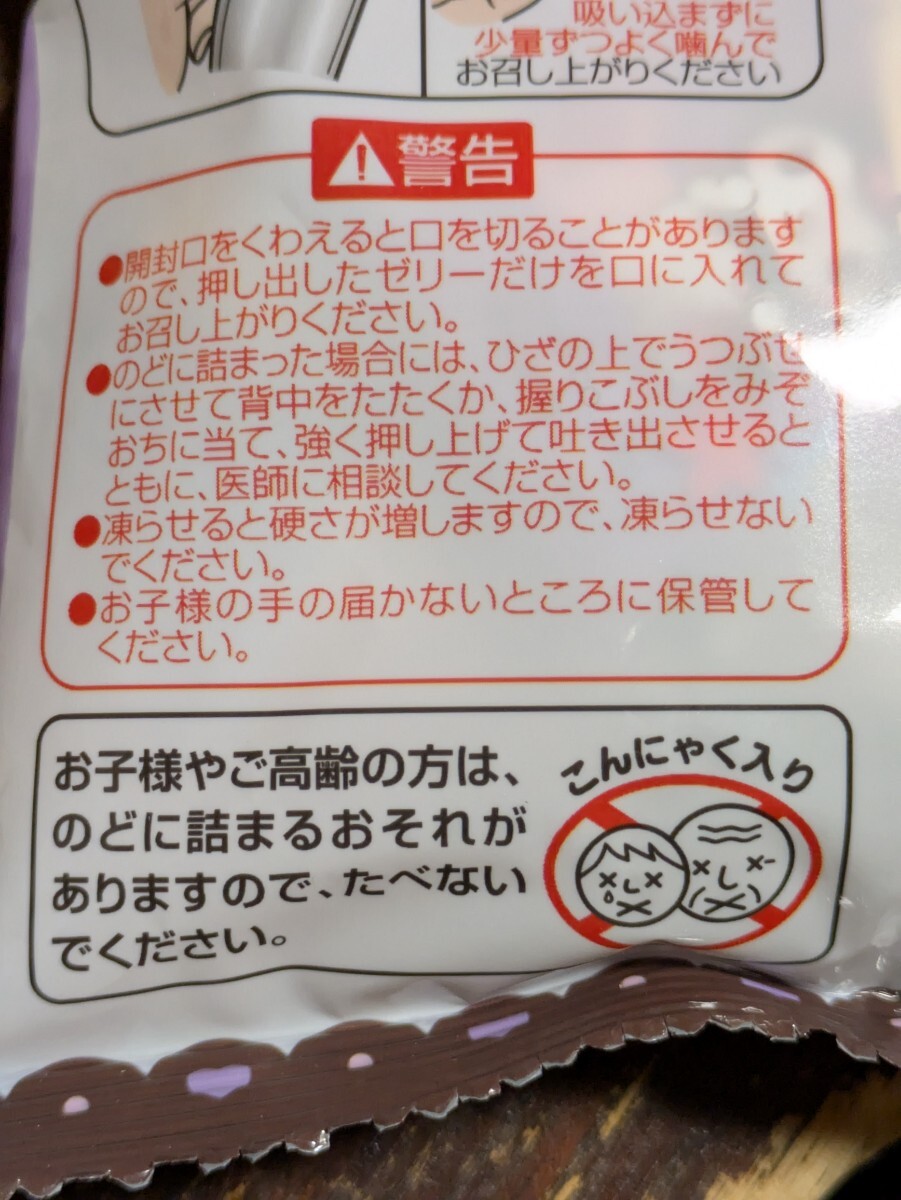 吸い込まずに
少量ずつよく噛んで
お召し上がりください
警告
●開封口をくわえると口を切ることがあります
ので、押し出したゼリーだけを口に入れて
お召し上がりください。
●のどに詰まった場合には、ひざの上でうつぶせ
にさせて背中をたたくか、握りこぶしをみぞ
おちに当て、強く押し上げて吐き出させると
ともに、医師に相談してください。
●凍らせると硬さが増しますので、凍らせない
でください。
●お子様の手の届かないところに保管して
ください。
こんにゃく入り
お子様やご高齢の方は、
のどに詰まるおそれが
ありますので、たべない
でください。